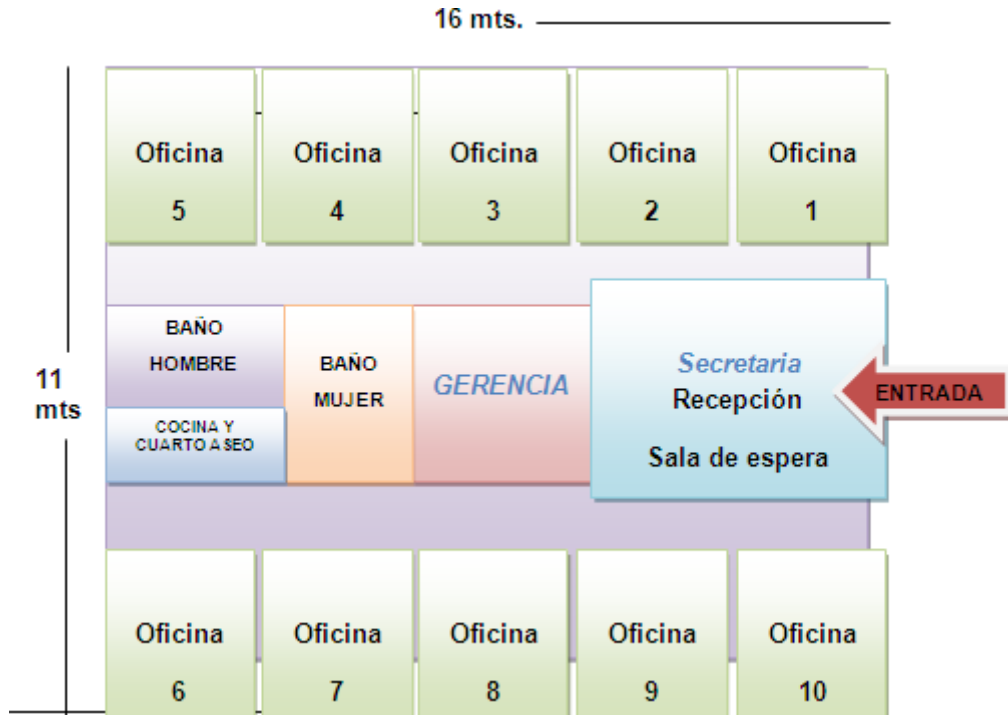 16 mts.
Oficina
5
Oficina
4
Oficina
3
Oficina
2
Oficina
1
BAÑO
HOMBRE
COCINA Y
CUARTO ASEO
BAÑO
MUJER
GERENCIA
Secretaria
Recepción
Sala de espera
ENTRADA
11
mts
Oficina
6
Oficina
7
Oficina
8
Oficina
9
Oficina
10